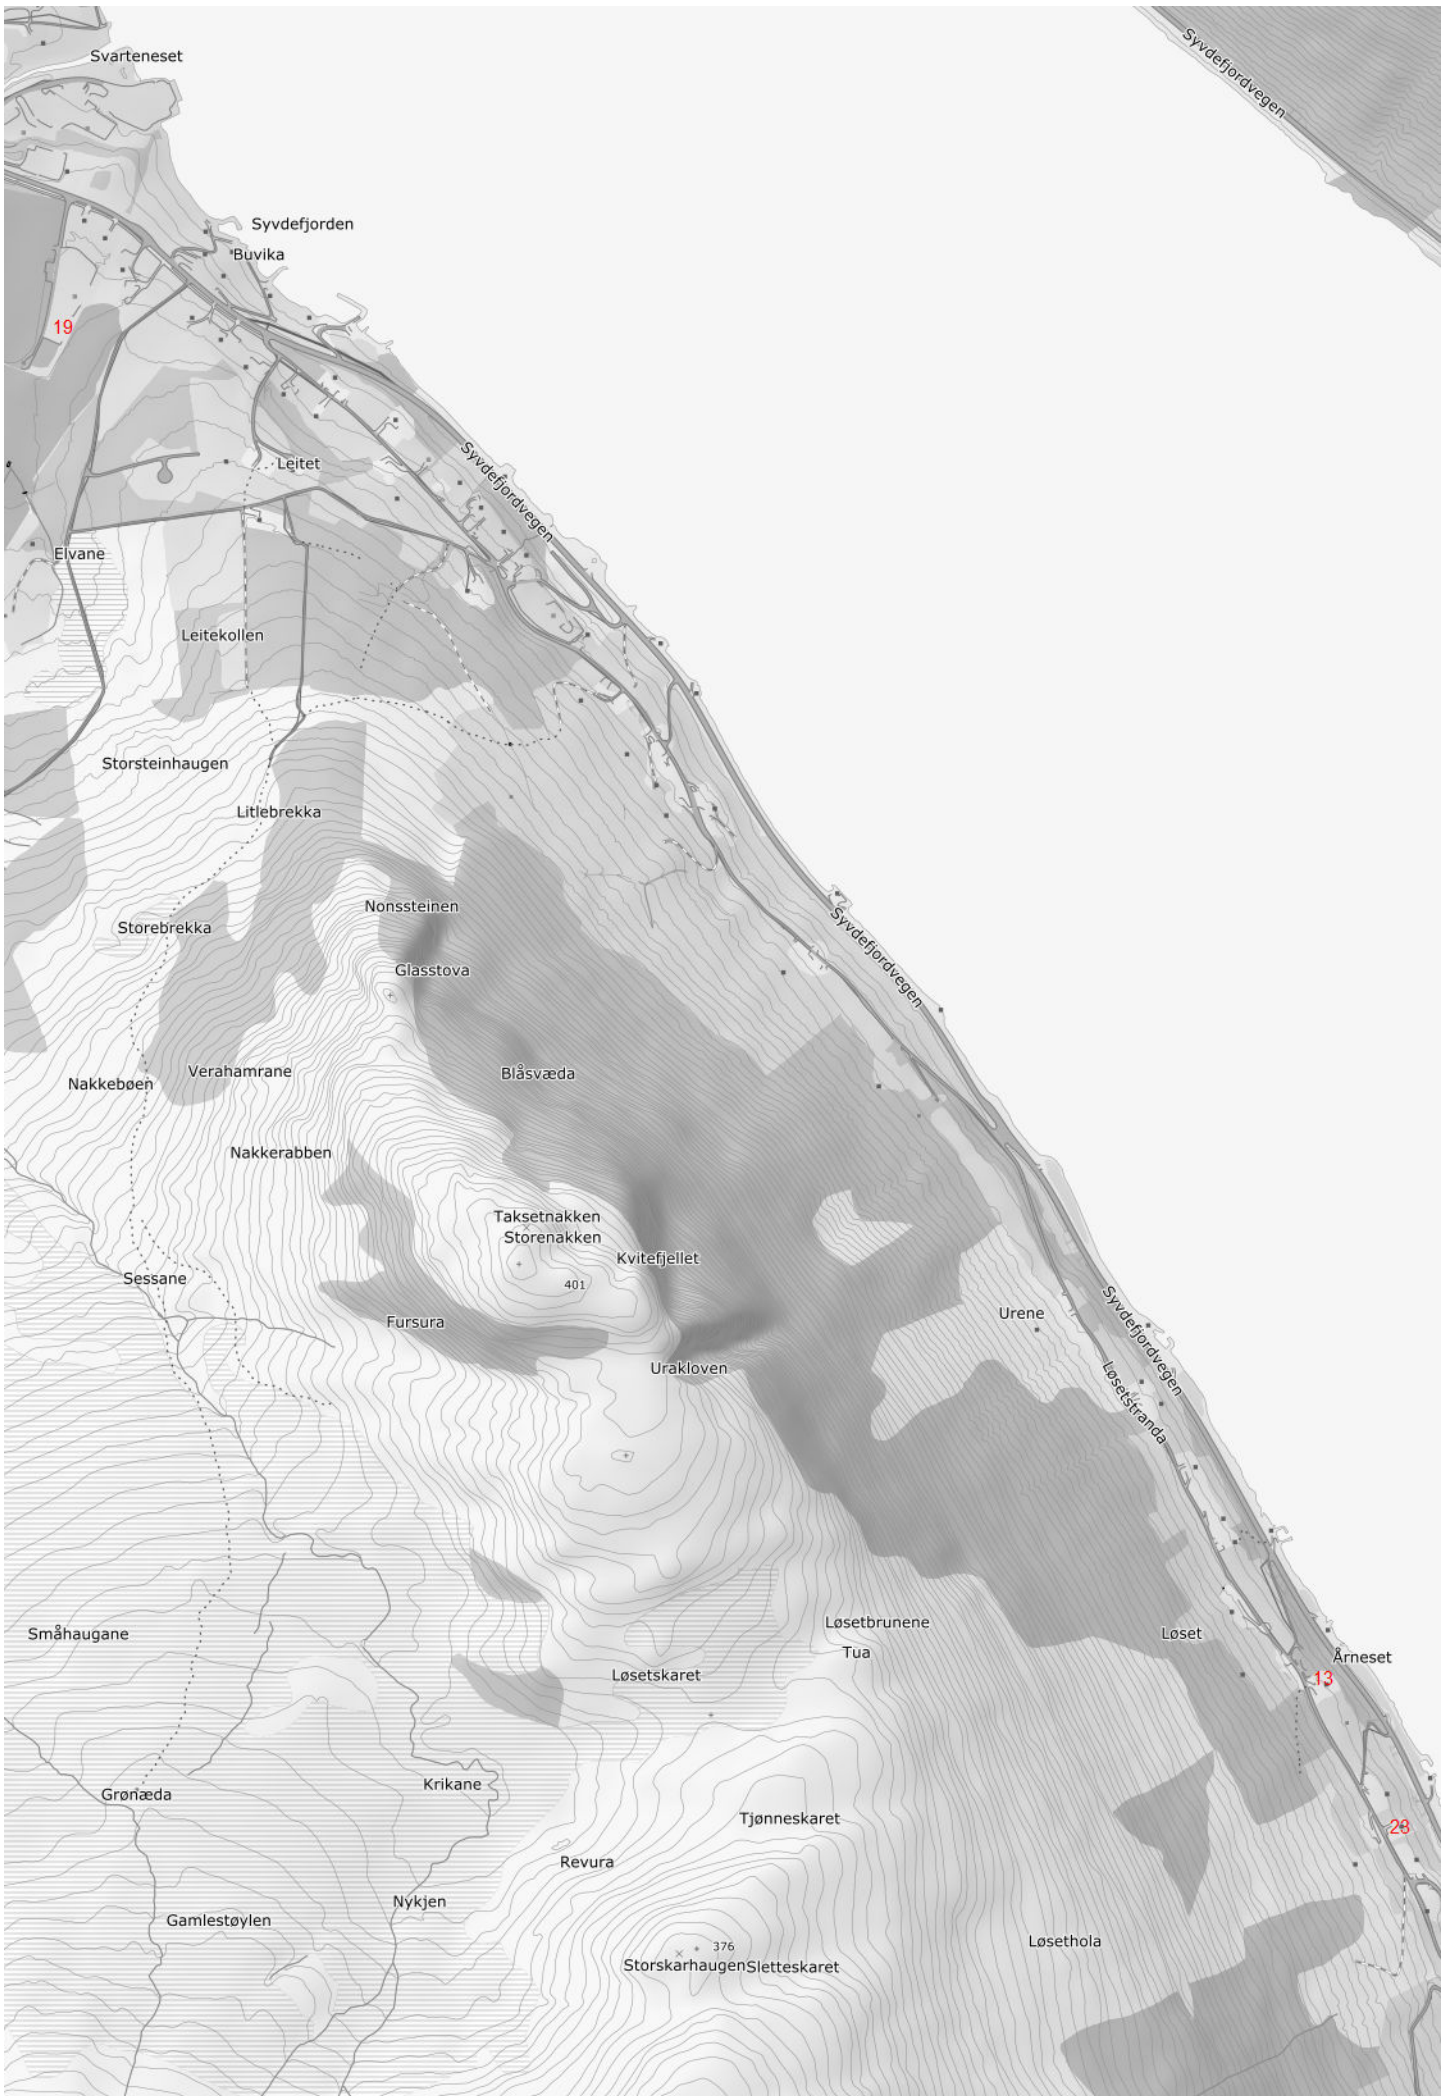 Svarteneset
Syvdefjordvegen
Syvdefjorden
Buvika
19
Leitet
Syvdefjordvegen
Elvane
Leitekollen
Storsteinhaugen
Litlebrekka
Nonssteinen
Storebrekka
Syvdefjordvegen
Glasstova
Verahamrane
Blåsvæda
Nakkebøen
Nakkerabben
Taksetnakken
Storenakken
Kvitefjellet
Sessane
401
Fursura
Urene
Syvdefjordvegen
Urakloven
Løsetstranda
Løsetbrunene
Småhaugane
Løset
Tua
Årneset
Løsetskaret
13
Krikane
Grønæda
Tjønneskaret
23
Revura
Nykjen
Gamlestøylen
Løsethola
376
Storskarhaugen
Sletteskaret